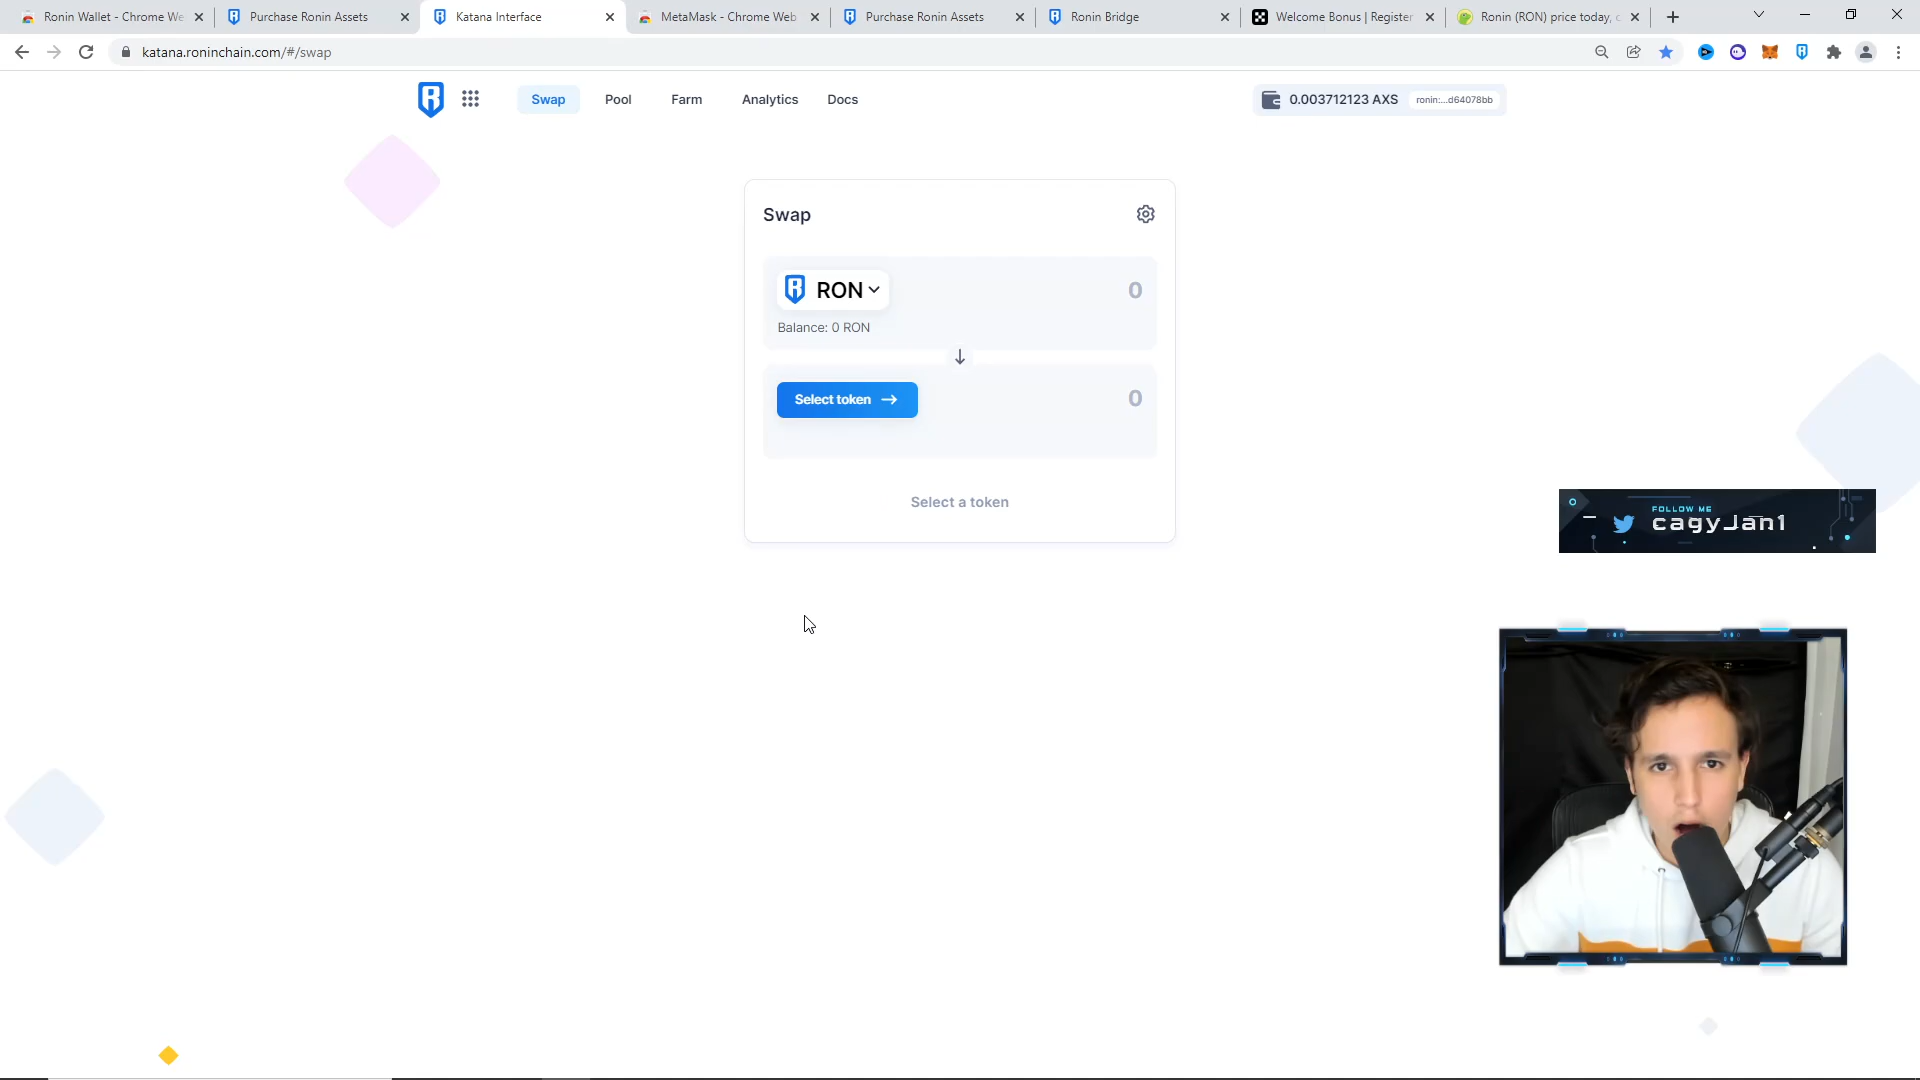 Ronin Wallet - Chrome We
Purchase Ronin Assets
Katana Interface
MetaMask - Chrome Web
Purchase Ronin Assets
Ronin Bridge
Welcome Bonus | Register
Ronin (RON) price today, c
katana.roninchain.com/#/swap
Swap
Pool
Farm
Analytics
Docs
0.003712123 AXS
ronin:...d64078bb
Swap
RON
0
Balance: 0 RON
Select token
0
Select a token
FOLLOW ME
cagyJan1